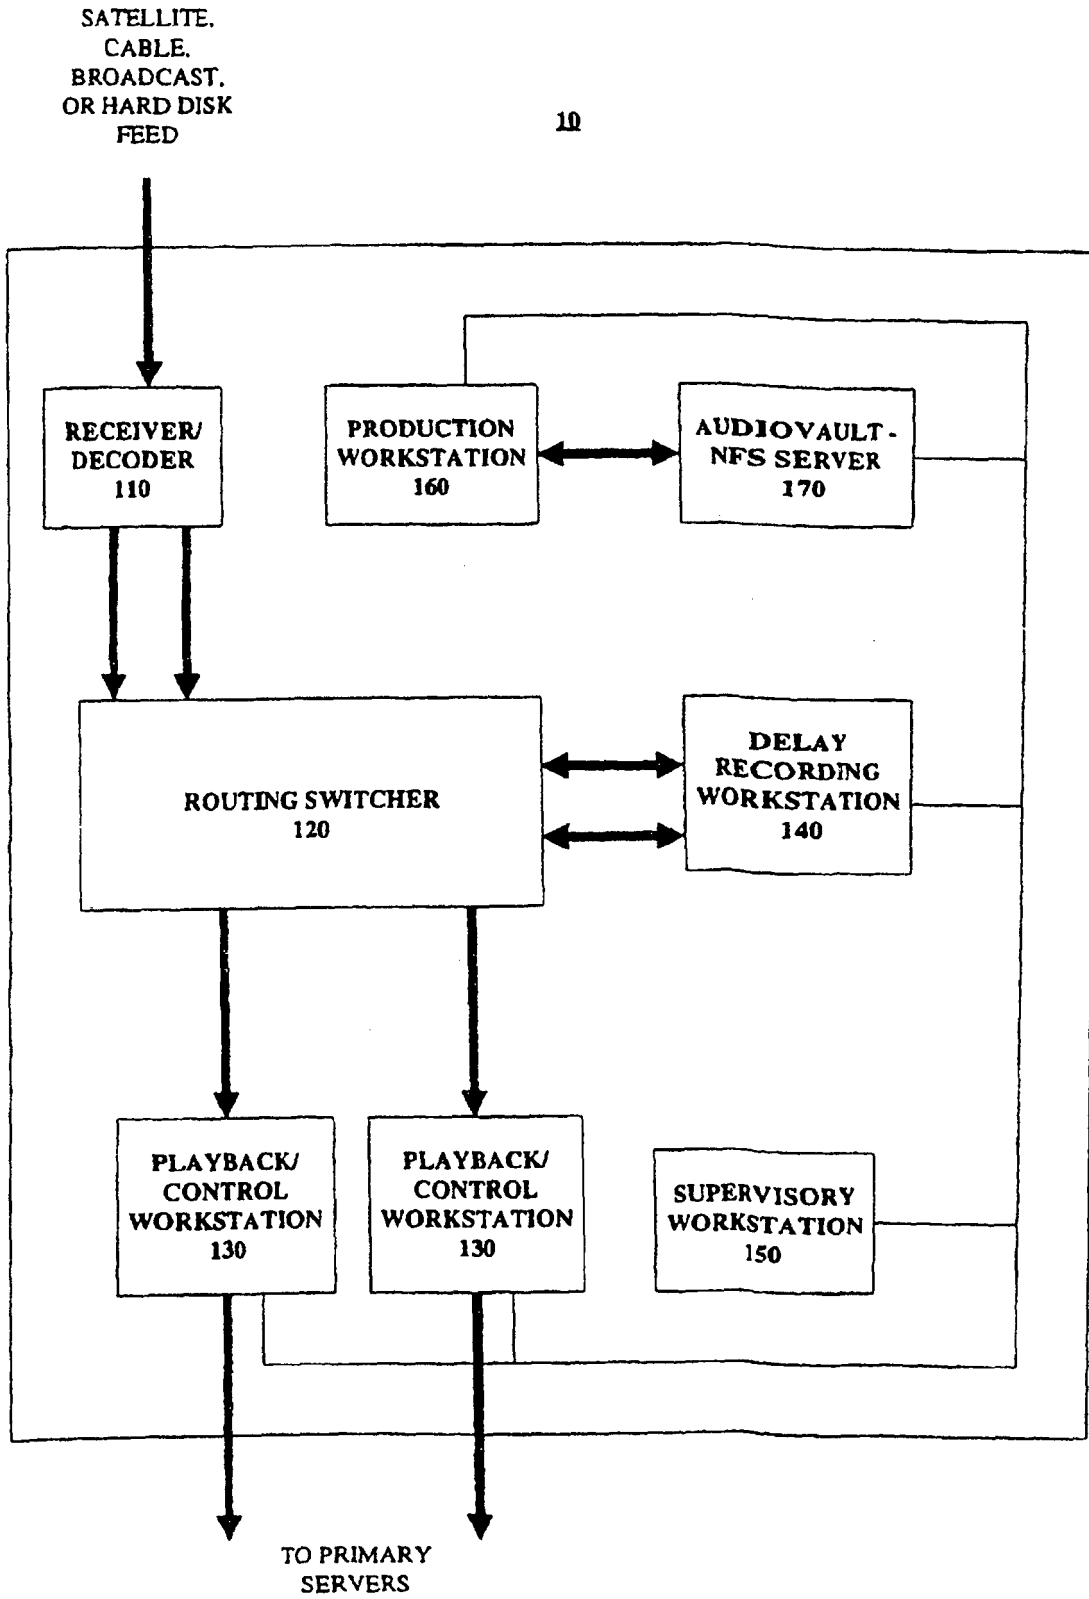 SATELLITE,
CABLE,
BROADCAST,
OR HARD DISK
FEED
10
RECEIVER/
DECODER
110
PRODUCTION
WORKSTATION
160
AUDIOVAULT-
NFS SERVER
170
ROUTING SWITCHER
120
DELAY
RECORDING
WORKSTATION
140
PLAYBACK/
CONTROL
WORKSTATION
130
PLAYBACK/
CONTROL
WORKSTATION
130
SUPERVISORY
WORKSTATION
150
TO PRIMARY
SERVERS